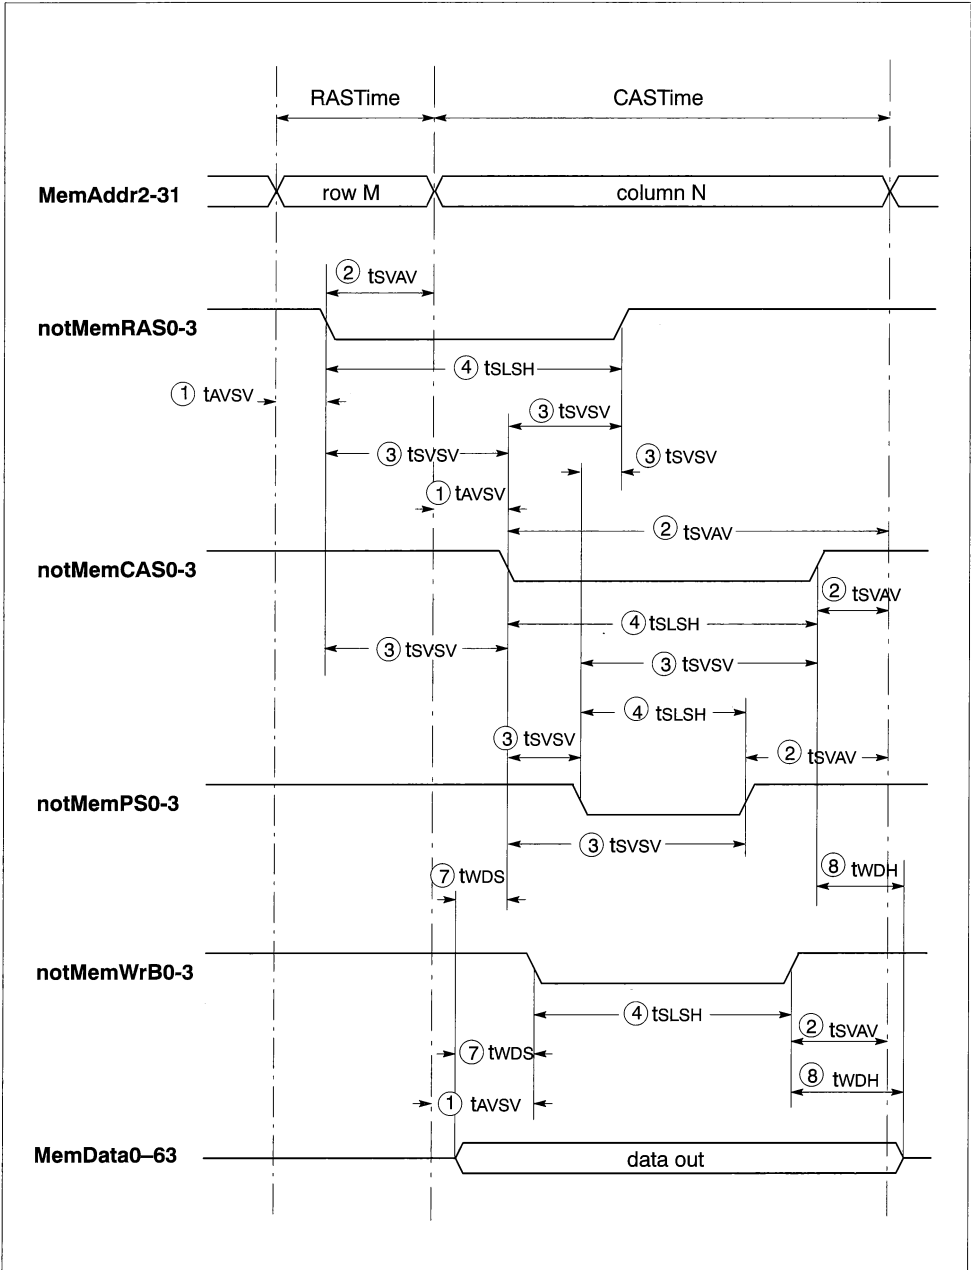 RASTime CASTime
MemAddr2-31 row M column N
② tSVAV
notMemRAS0-3
④ tSLSH
① tAVSV
③ tSVSV
③ tSVSV ③ tSVSV
① tAVSV
② tSVAV
notMemCAS0-3
② tSVAV
④ tSLSH
③ tSVSV
③ tSVSV
④ tSLSH
③ tSVSV ② tSVAV
notMemPS0-3
③ tSVSV
⑦ tWDS ⑧ tWDH
notMemWrB0-3
④ tSLSH
② tSVAV
⑦ tWDS
⑧ tWDH
① tAVSV
MemData0–63 data out